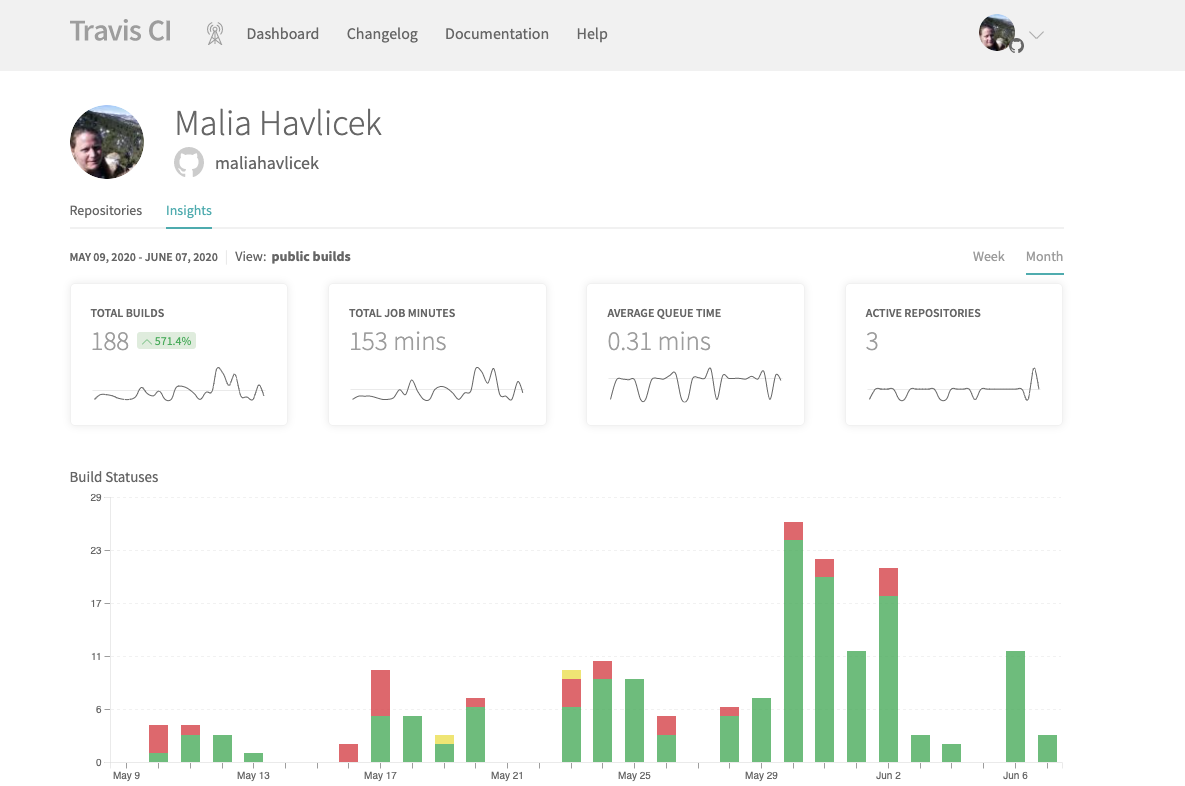 Travis CI Dashboard Changelog Documentation Help
Malia Havlicek
maliahavlicek
Repositories Insights
MAY 09, 2020 - JUNE 07, 2020 View: public builds Week Month
TOTAL BUILDS TOTAL JOB MINUTES AVERAGE QUEUE TIME ACTIVE REPOSITORIES
188 571.4% 153 mins 0.31 mins 3
Build Statuses
29
23
17
11
6
0
May 9 May 13 May 17 May 21 May 25 May 29 Jun 2 Jun 6